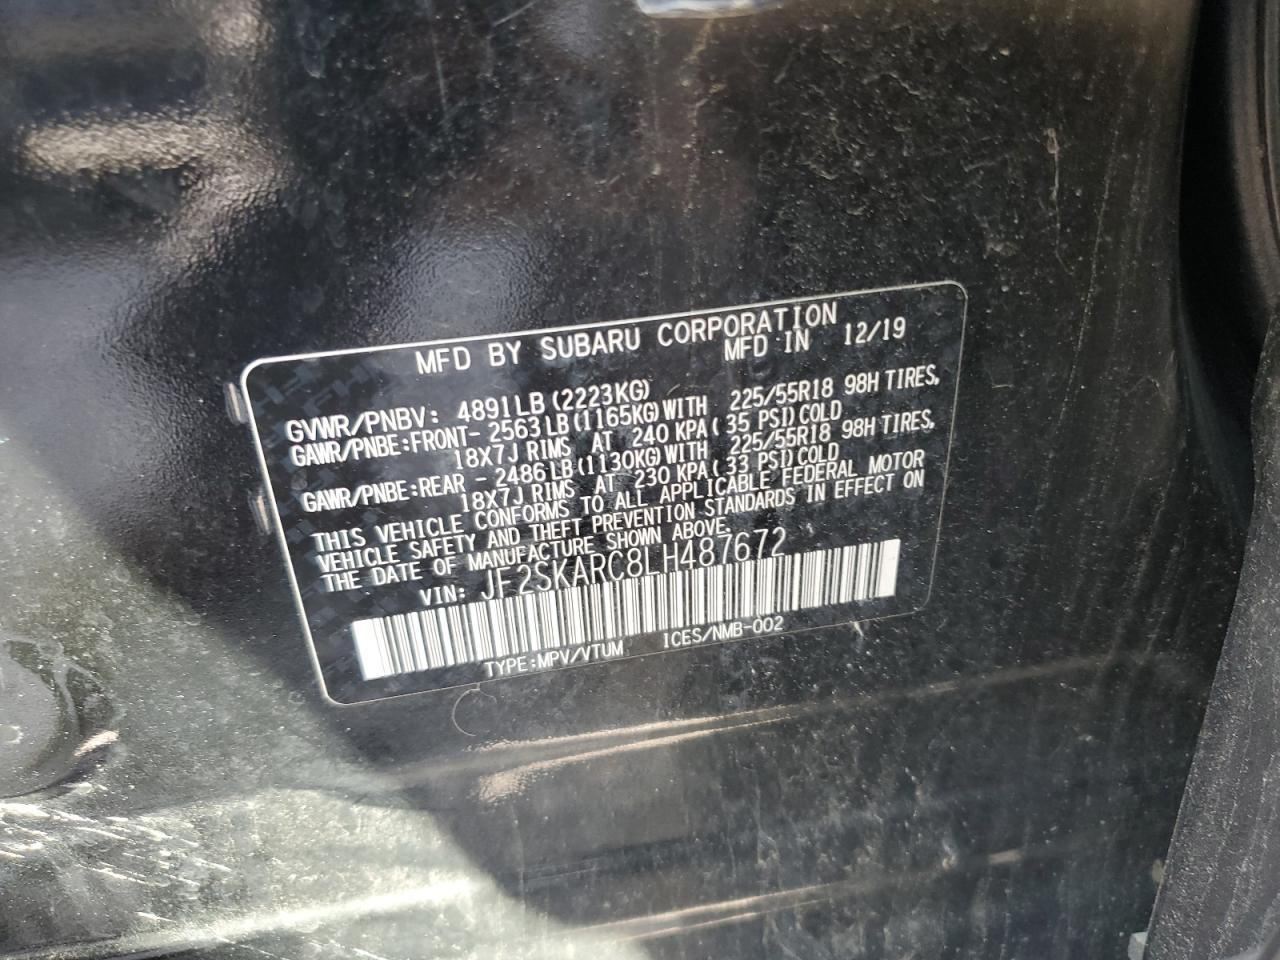 MFD BY SUBARU CORPORATION
MFD IN 12/19
GVWR/PNBV: 4891LB (2223KG)
GAWR/PNBE:FRONT- 2563LB(1165KG)WITH 225/55R18 98H TIRES,
18X7J RIMS AT 240 KPA( 35 PSI)COLD
GAWR/PNBE:REAR - 2486LB(1130KG)WITH 225/55R18 98H TIRES,
18X7J RIMS AT 230 KPA( 33 PSI)COLD
THIS VEHICLE CONFORMS TO ALL APPLICABLE FEDERAL MOTOR
VEHICLE SAFETY AND THEFT PREVENTION STANDARDS IN EFFECT ON
THE DATE OF MANUFACTURE SHOWN ABOVE.
VIN: JF2SKARC8LH487672
TYPE:MPV/VTUM ICES/NMB-002